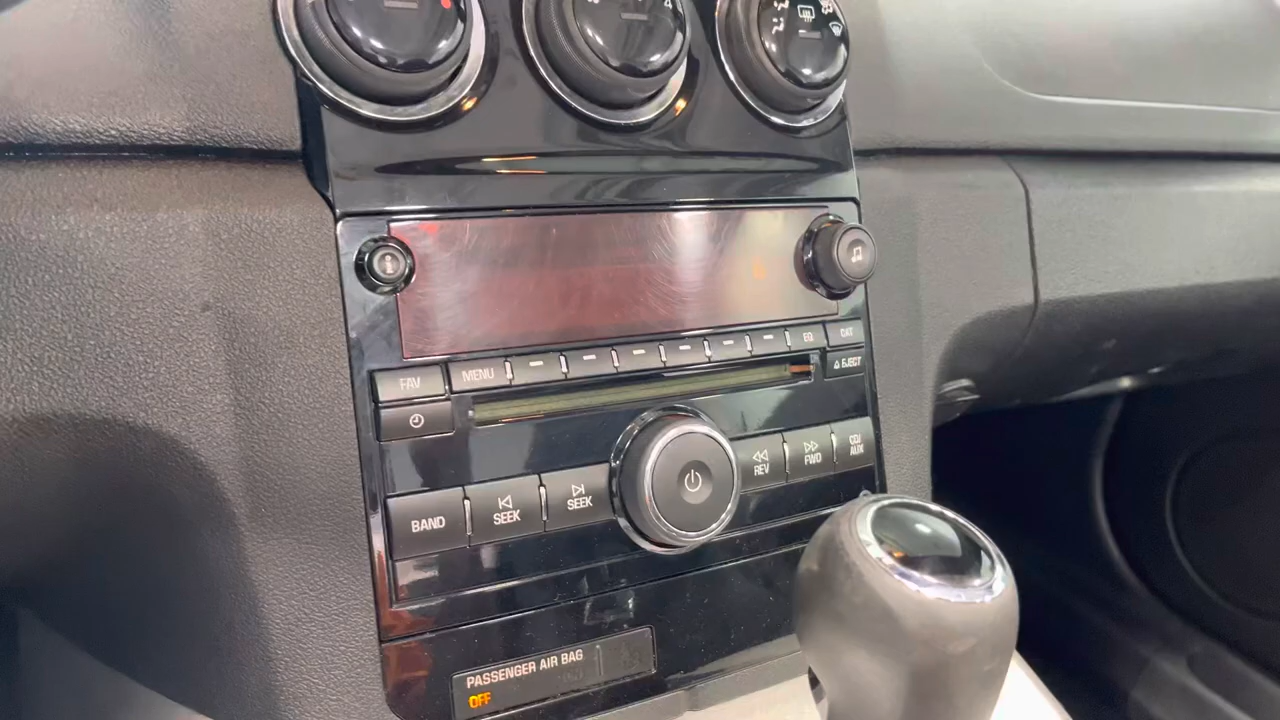 FAV
MENU
EQ
CAT
EJECT
BAND
SEEK
SEEK
REV
FWD
CD/
AUX
PASSENGER AIR BAG
OFF